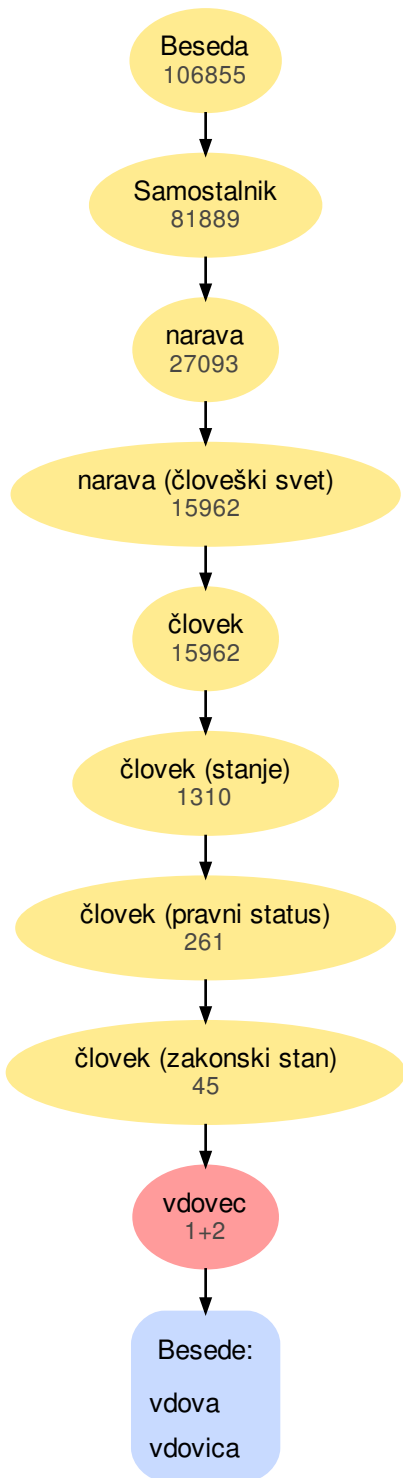 Beseda
106855
Samostalnik
81889
narava
27093
narava (človeški svet)
15962
človek
15962
človek (stanje)
1310
človek (pravni status)
261
človek (zakonski stan)
45
vdovec
1+2
Besede:
vdova
vdovica